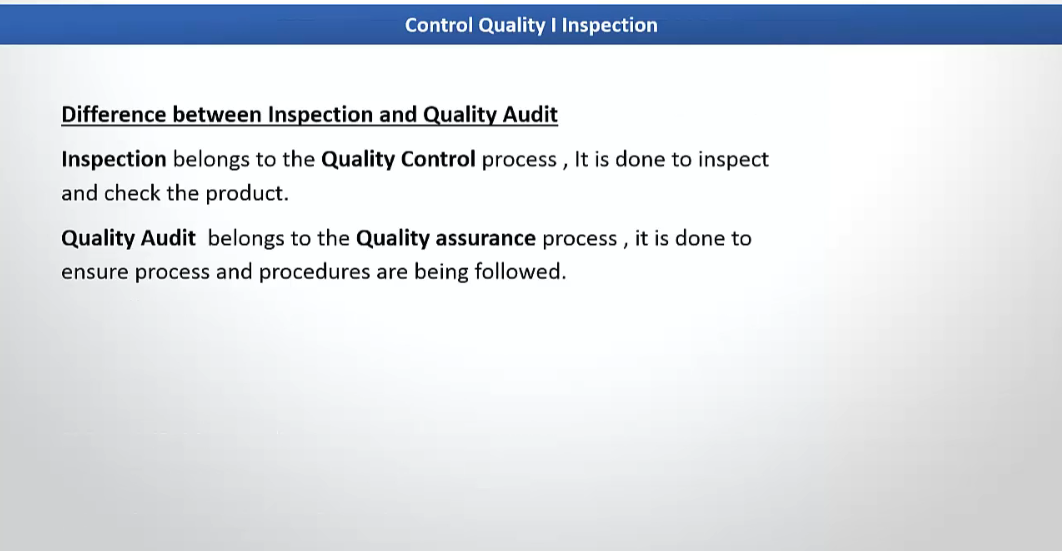 Control Quality I Inspection
Difference between Inspection and Quality Audit
Inspection belongs to the Quality Control process , It is done to inspect
and check the product.
Quality Audit  belongs to the Quality assurance process , it is done to
ensure process and procedures are being followed.